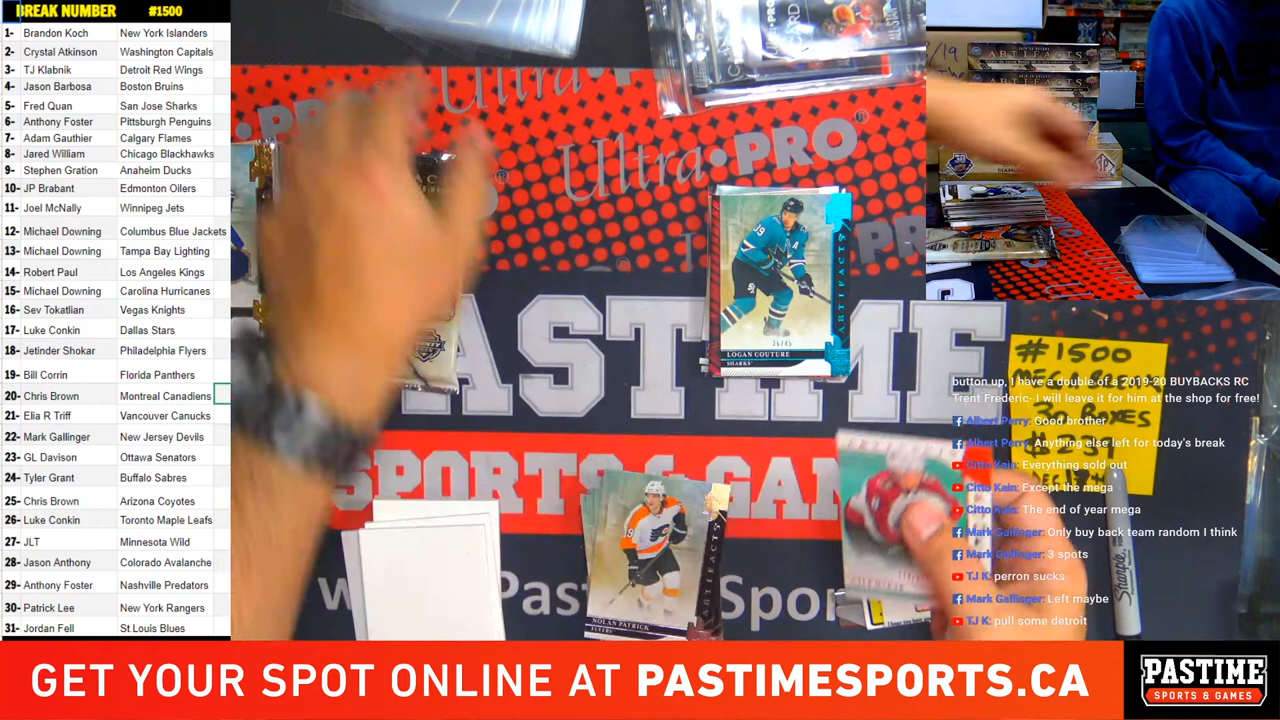 BREAK NUMBER #1500
1- Brandon Koch New York Islanders
2- Crystal Atkinson Washington Capitals
3- TJ Klabnik Detroit Red Wings
4- Jason Barbosa Boston Bruins
5- Fred Quan San Jose Sharks
6- Anthony Foster Pittsburgh Penguins
7- Adam Gauthier Calgary Flames
8- Jared William Chicago Blackhawks
9- Stephen Gration Anaheim Ducks
10- JP Brabant Edmonton Oilers
11- Joel McNally Winnipeg Jets
12- Michael Downing Columbus Blue Jackets
13- Michael Downing Tampa Bay Lighting
14- Robert Paul Los Angeles Kings
15- Michael Downing Carolina Hurricanes
16- Sev Tokatlian Vegas Knights
17- Luke Conkin Dallas Stars
18- Jetinder Shokar Philadelphia Flyers
19- Bill Corrin Florida Panthers
20- Chris Brown Montreal Canadiens
21- Elia R Triff Vancouver Canucks
22- Mark Gallinger New Jersey Devils
23- GL Davison Ottawa Senators
24- Tyler Grant Buffalo Sabres
25- Chris Brown Arizona Coyotes
26- Luke Conkin Toronto Maple Leafs
27- JLT Minnesota Wild
28- Jason Anthony Colorado Avalanche
29- Anthony Foster Nashville Predators
30- Patrick Lee New York Rangers
31- Jordan Fell St Louis Blues
Ultra
Ultra•PRO®
ARTIFACTS
LOGAN COUTURE
SHARKS
ARTIFACTS
NOLAN PATRICK
FLYERS
ARTIFACTS
#1500
30 BOXES
Sharpie
button up, I have a double of a 2019-20 BUYBACKS RC
Trent Frederic- I will leave it for him at the shop for free!
Albert Perry: Good brother
Albert Perry: Anything else left for today's break
Citto Kain: Everything sold out
Citto Kain: Except the mega
Citto Kain: The end of year mega
Mark Gallinger: Only buy back team random I think
Mark Gallinger: 3 spots
TJ K: perron sucks
Mark Gallinger: Left maybe
TJ K: pull some detroit
GET YOUR SPOT ONLINE AT PASTIMESPORTS.CA
PASTIME
SPORTS & GAMES